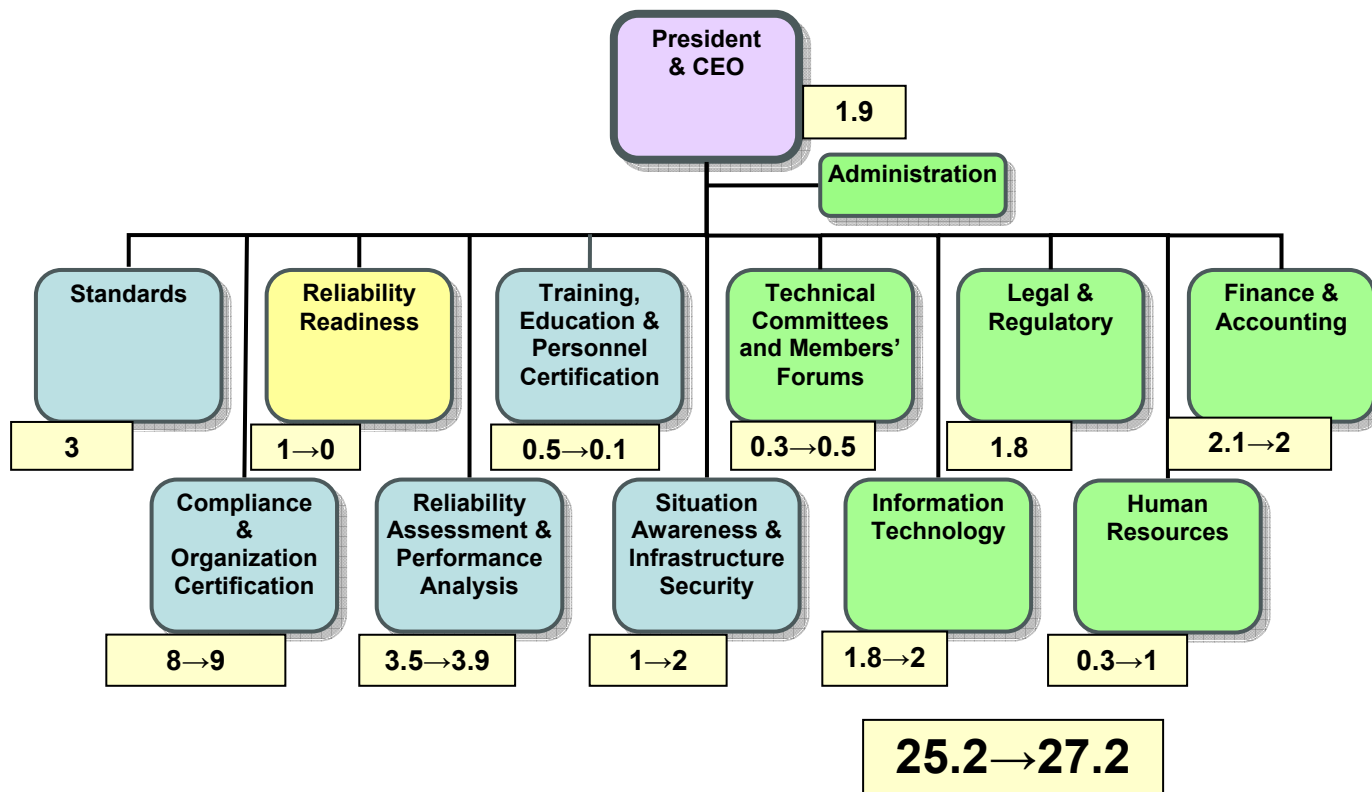 President
& CEO
1.9
Administration
Standards
3
Reliability
Readiness
1→0
Training,
Education &
Personnel
Certification
0.5→0.1
Technical
Committees
and Members’
Forums
0.3→0.5
Legal &
Regulatory
1.8
Finance &
Accounting
2.1→2
Compliance
&
Organization
Certification
8→9
Reliability
Assessment &
Performance
Analysis
3.5→3.9
Situation
Awareness &
Infrastructure
Security
1→2
Information
Technology
1.8→2
Human
Resources
0.3→1
25.2→27.2